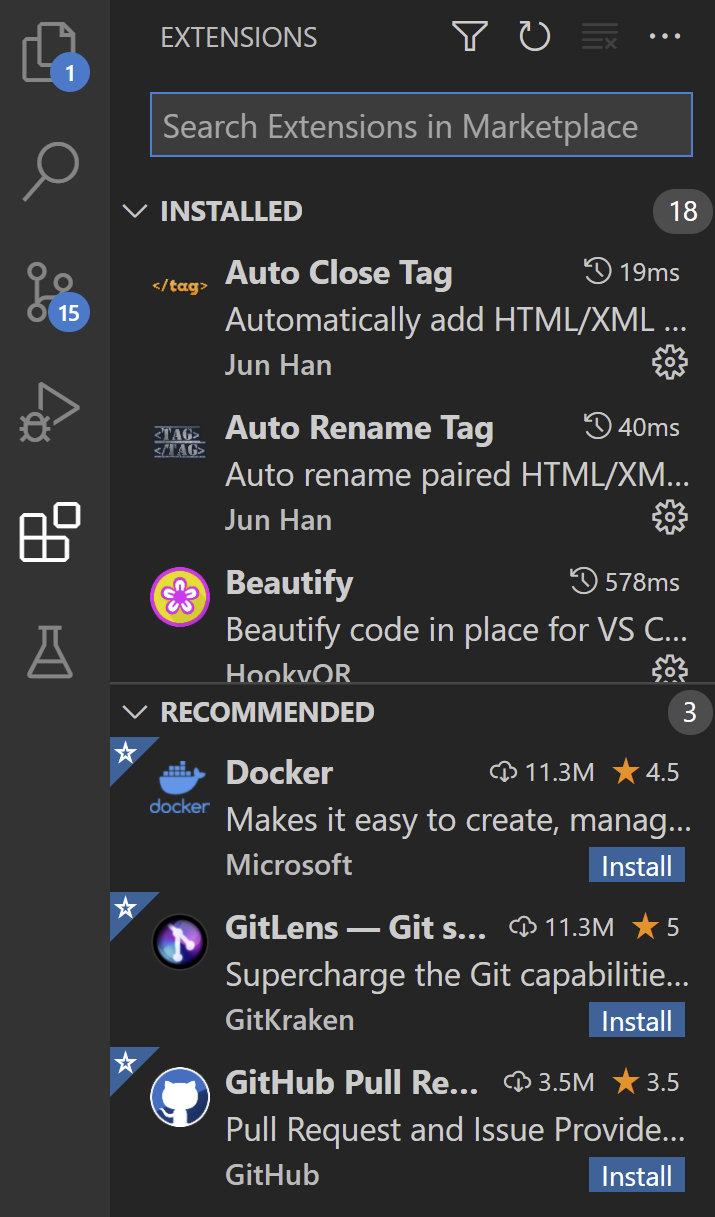 EXTENSIONS
1
Search Extensions in Marketplace
INSTALLED 18
</tag> Auto Close Tag 19ms
Automatically add HTML/XML ...
Jun Han
15
<TAG> Auto Rename Tag 40ms
</TAG> Auto rename paired HTML/XM...
Jun Han
Beautify 578ms
Beautify code in place for VS C...
HookyQR
RECOMMENDED 3
Docker 11.3M 4.5
docker Makes it easy to create, manag...
Microsoft Install
GitLens — Git s... 11.3M 5
Supercharge the Git capabilitie...
GitKraken Install
GitHub Pull Re... 3.5M 3.5
Pull Request and Issue Provide...
GitHub Install